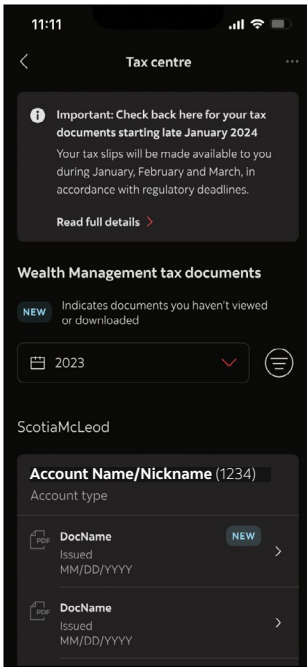 11:11
Tax centre
Important: Check back here for your tax
documents starting late January 2024
Your tax slips will be made available to you
during January, February and March, in
accordance with regulatory deadlines.
Read full details
Wealth Management tax documents
NEW Indicates documents you haven't viewed
or downloaded
2023
ScotiaMcLeod
Account Name/Nickname (1234)
Account type
PDF DocName NEW
Issued
MM/DD/YYYY
PDF DocName
Issued
MM/DD/YYYY